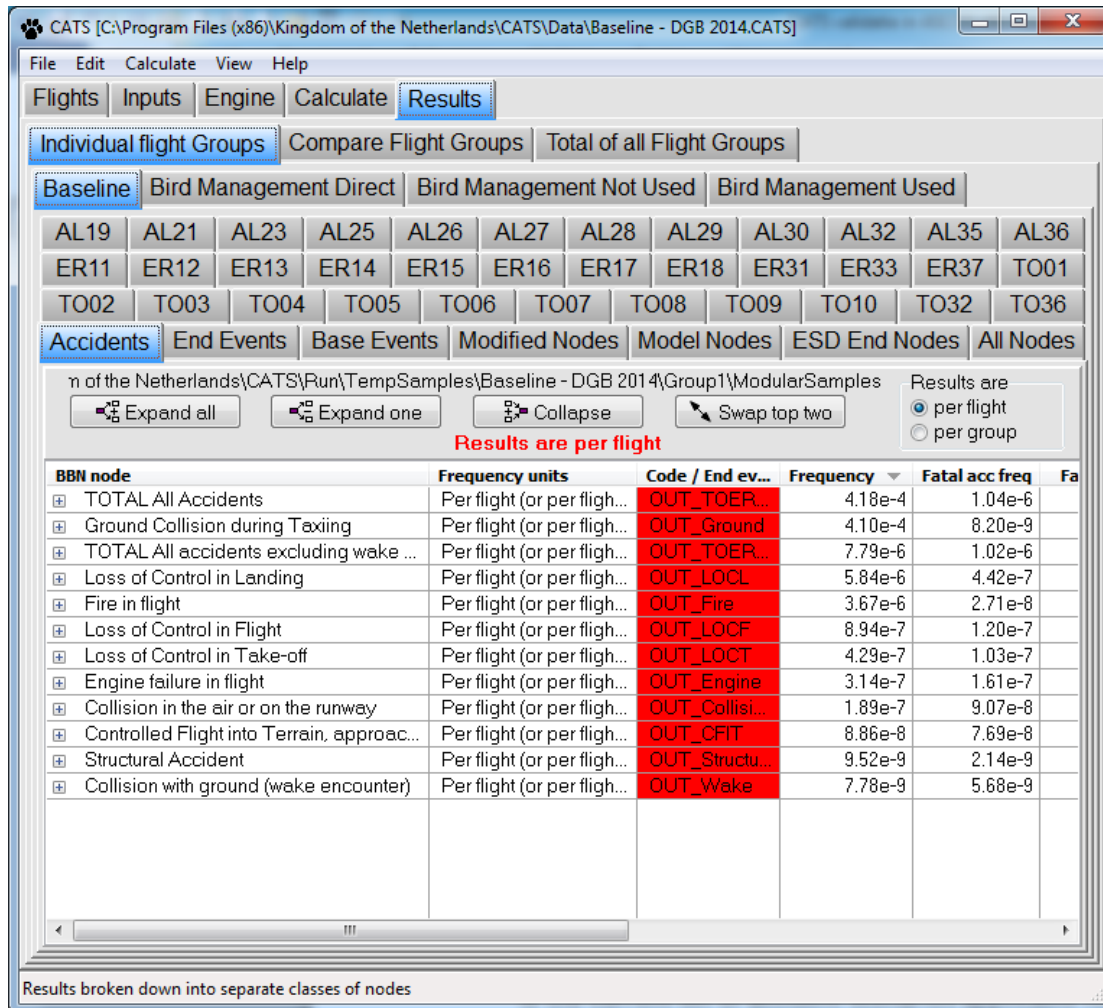 CATS [C:\Program Files (x86)\Kingdom of the Netherlands\CATS\Data\Baseline - DGB 2014.CATS]
File Edit Calculate View Help
Flights Inputs Engine Calculate Results
Individual flight Groups Compare Flight Groups Total of all Flight Groups
Baseline Bird Management Direct Bird Management Not Used Bird Management Used
AL19 AL21 AL23 AL25 AL26 AL27 AL28 AL29 AL30 AL32 AL35 AL36
ER11 ER12 ER13 ER14 ER15 ER16 ER17 ER18 ER31 ER33 ER37 TO01
TO02 TO03 TO04 TO05 TO06 TO07 TO08 TO09 TO10 TO32 TO36
Accidents End Events Base Events Modified Nodes Model Nodes ESD End Nodes All Nodes
n of the Netherlands\CATS\Run\TempSamples\Baseline - DGB 2014\Group1\ModularSamples Results are
Expand all Expand one Collapse Swap top two per flight
per group
Results are per flight
BBN node Frequency units Code / End ev... Frequency Fatal acc freq Fa
TOTAL All Accidents Per flight (or per fligh... OUT_TOER... 4.18e-4 1.04e-6
Ground Collision during Taxiing Per flight (or per fligh... OUT_Ground 4.10e-4 8.20e-9
TOTAL All accidents excluding wake ... Per flight (or per fligh... OUT_TOER... 7.79e-6 1.02e-6
Loss of Control in Landing Per flight (or per fligh... OUT_LOCL 5.84e-6 4.42e-7
Fire in flight Per flight (or per fligh... OUT_Fire 3.67e-6 2.71e-8
Loss of Control in Flight Per flight (or per fligh... OUT_LOCF 8.94e-7 1.20e-7
Loss of Control in Take-off Per flight (or per fligh... OUT_LOCT 4.29e-7 1.03e-7
Engine failure in flight Per flight (or per fligh... OUT_Engine 3.14e-7 1.61e-7
Collision in the air or on the runway Per flight (or per fligh... OUT_Collisi... 1.89e-7 9.07e-8
Controlled Flight into Terrain, approac... Per flight (or per fligh... OUT_CFIT 8.86e-8 7.69e-8
Structural Accident Per flight (or per fligh... OUT_Structu... 9.52e-9 2.14e-9
Collision with ground (wake encounter) Per flight (or per fligh... OUT_Wake 7.78e-9 5.68e-9
Results broken down into separate classes of nodes